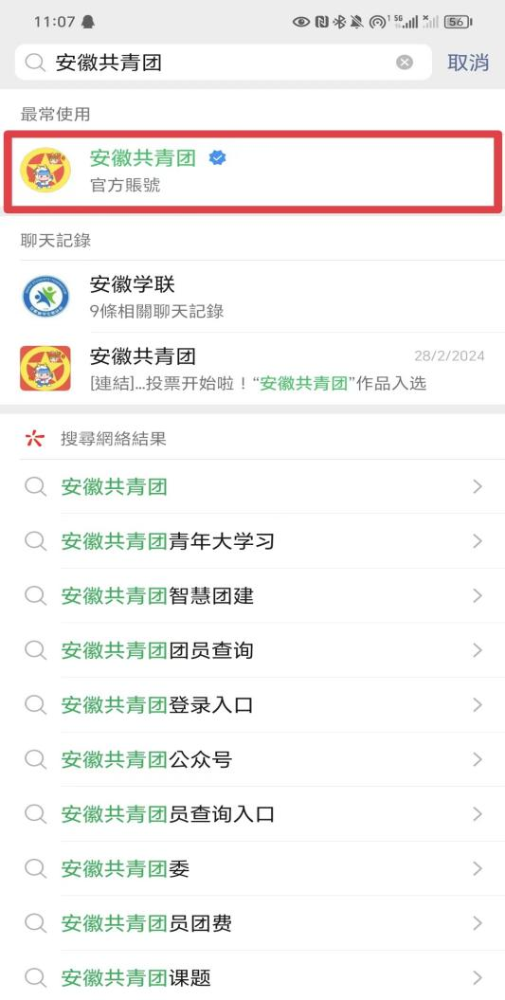 11:07
5G
56
安徽共青团
取消
最常使用
安徽共青团
官方賬號
聊天記錄
安徽学联
9條相關聊天記錄
安徽共青团
28/2/2024
[連結]...投票开始啦！“安徽共青团”作品入选
搜尋網絡結果
安徽共青团
安徽共青团青年大学习
安徽共青团智慧团建
安徽共青团团员查询
安徽共青团登录入口
安徽共青团公众号
安徽共青团员查询入口
安徽共青团委
安徽共青团员团费
安徽共青团课题